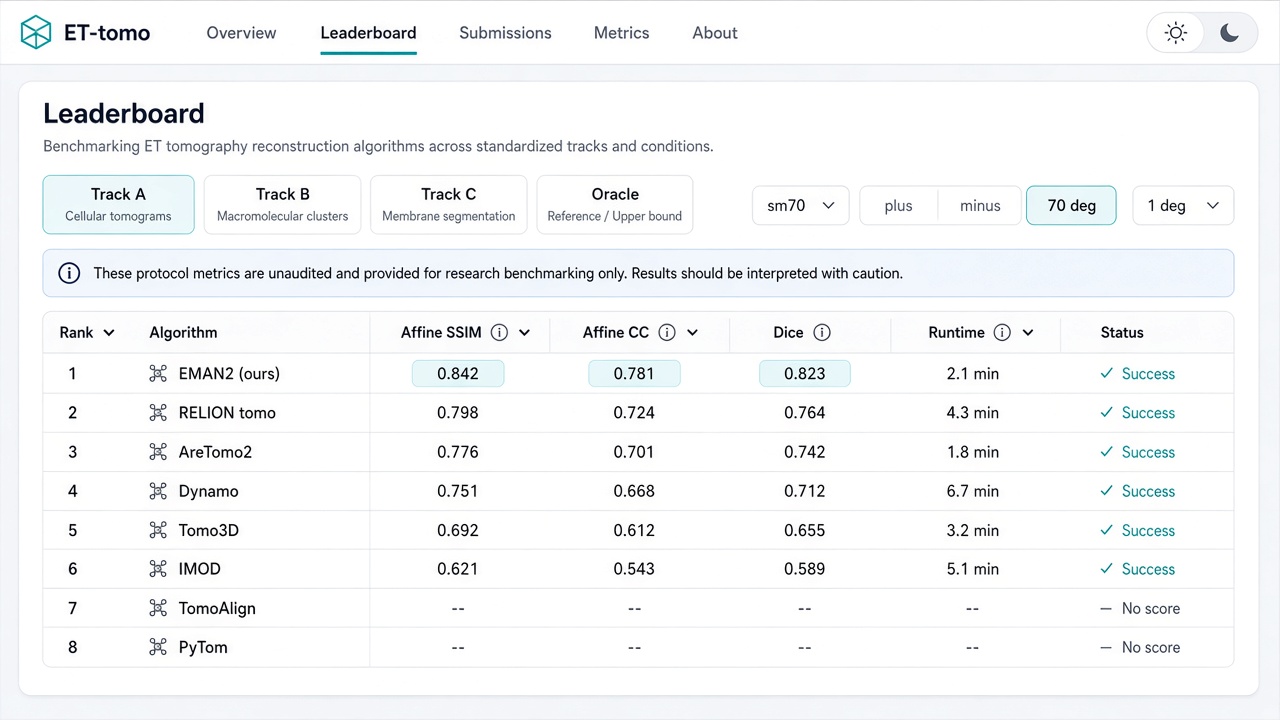 ET-tomo Overview Leaderboard Submissions Metrics About
Leaderboard
Benchmarking ET tomography reconstruction algorithms across standardized tracks and conditions.
Track A Track B Track C Oracle
Cellular tomograms Macromolecular clusters Membrane segmentation Reference / Upper bound
sm70 plus minus 70 deg 1 deg
These protocol metrics are unaudited and provided for research benchmarking only. Results should be interpreted with caution.
Rank Algorithm Affine SSIM Affine CC Dice Runtime Status
1 EMAN2 (ours) 0.842 0.781 0.823 2.1 min Success
2 RELION tomo 0.798 0.724 0.764 4.3 min Success
3 AreTomo2 0.776 0.701 0.742 1.8 min Success
4 Dynamo 0.751 0.668 0.712 6.7 min Success
5 Tomo3D 0.692 0.612 0.655 3.2 min Success
6 IMOD 0.621 0.543 0.589 5.1 min Success
7 TomoAlign -- -- -- -- — No score
8 PyTom -- -- -- -- — No score